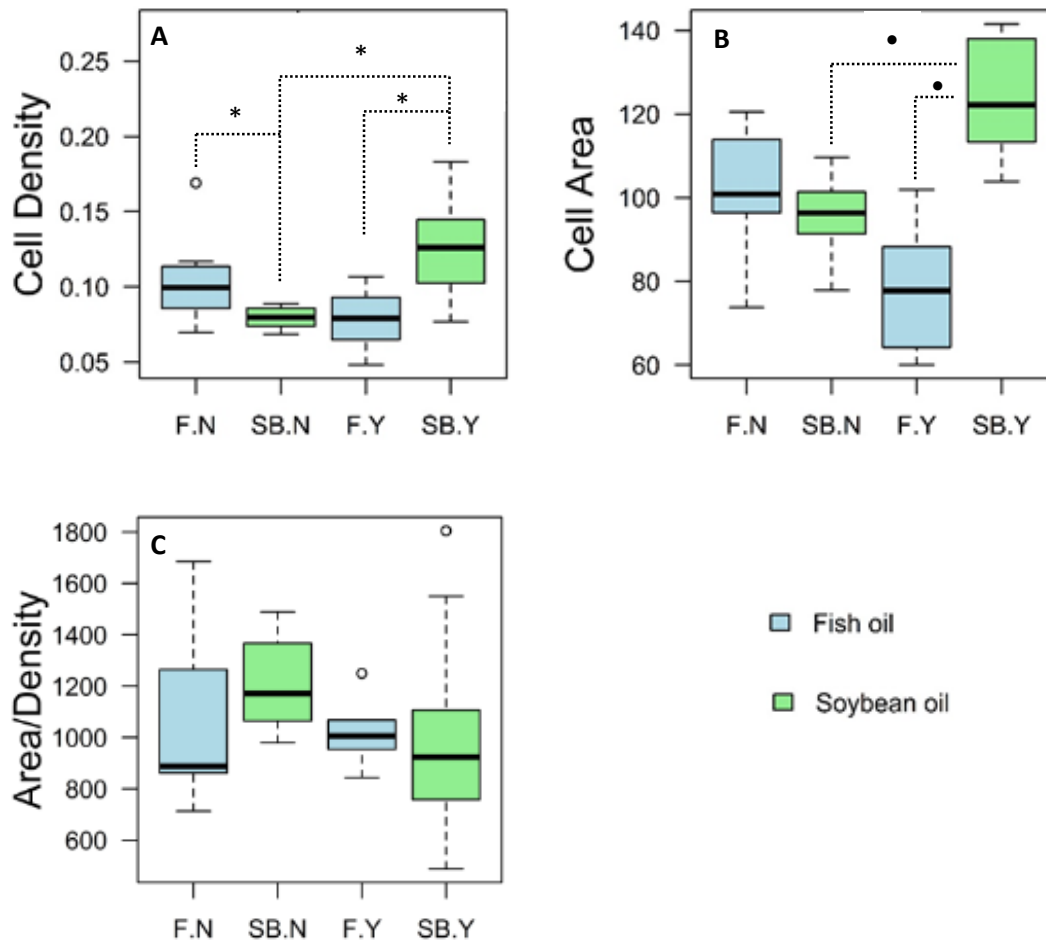 A
Cell Density
0.25
0.20
0.15
0.10
0.05
*
*
*
F.N SB.N F.Y SB.Y
B
Cell Area
140
120
100
80
60
•
•
F.N SB.N F.Y SB.Y
C
Area/Density
1800
1600
1400
1200
1000
800
600
F.N SB.N F.Y SB.Y
Fish oil
Soybean oil